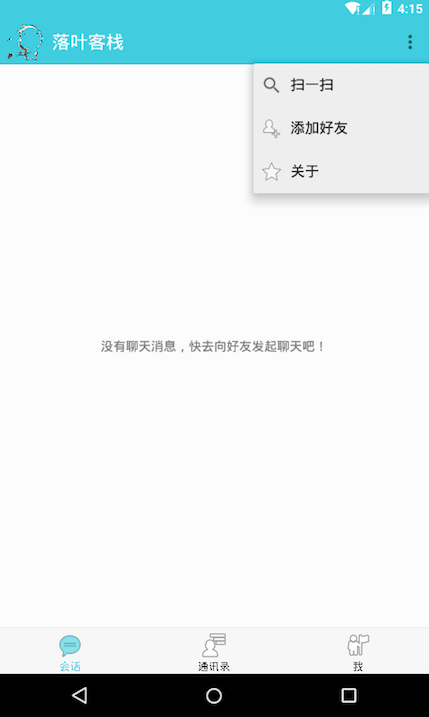 4:15
落叶客栈
扫一扫
添加好友
关于
没有聊天消息，快去向好友发起聊天吧！
会话
通讯录
我